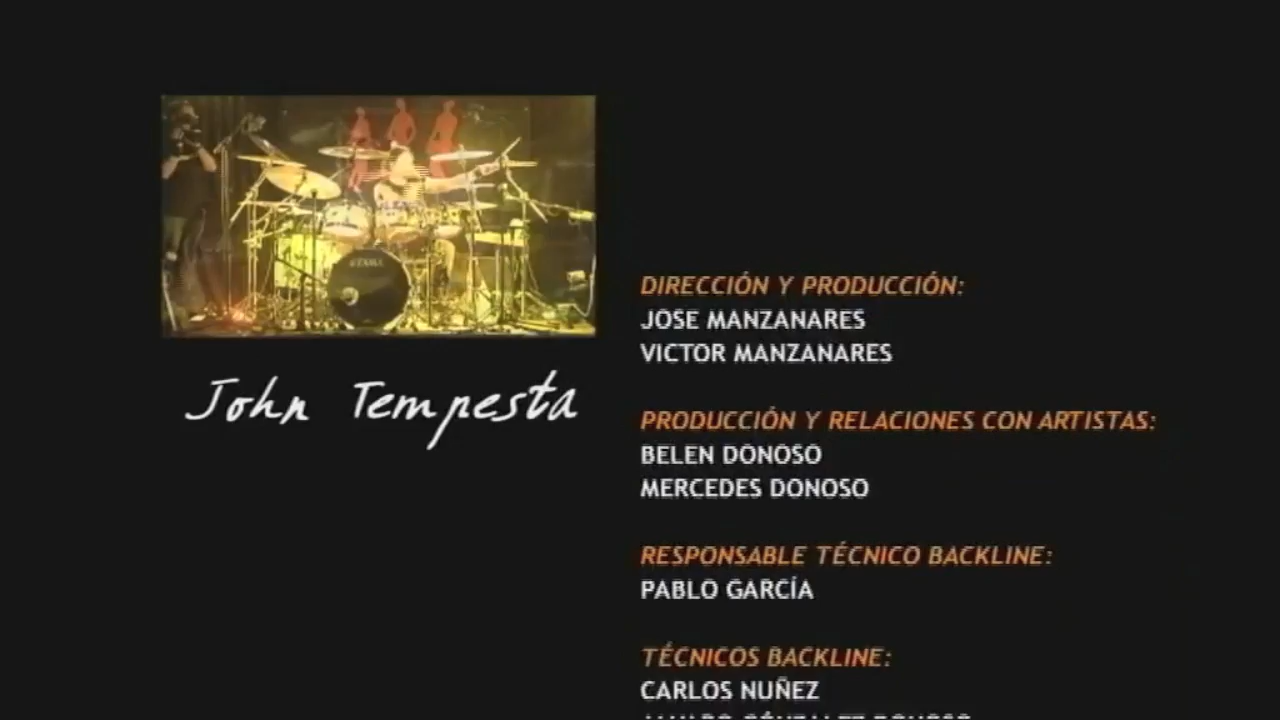 TAMA
John Tempesta
DIRECCIÓN Y PRODUCCIÓN:
JOSE MANZANARES
VICTOR MANZANARES
PRODUCCIÓN Y RELACIONES CON ARTISTAS:
BELEN DONOSO
MERCEDES DONOSO
RESPONSABLE TÉCNICO BACKLINE:
PABLO GARCÍA
TÉCNICOS BACKLINE:
CARLOS NUÑEZ